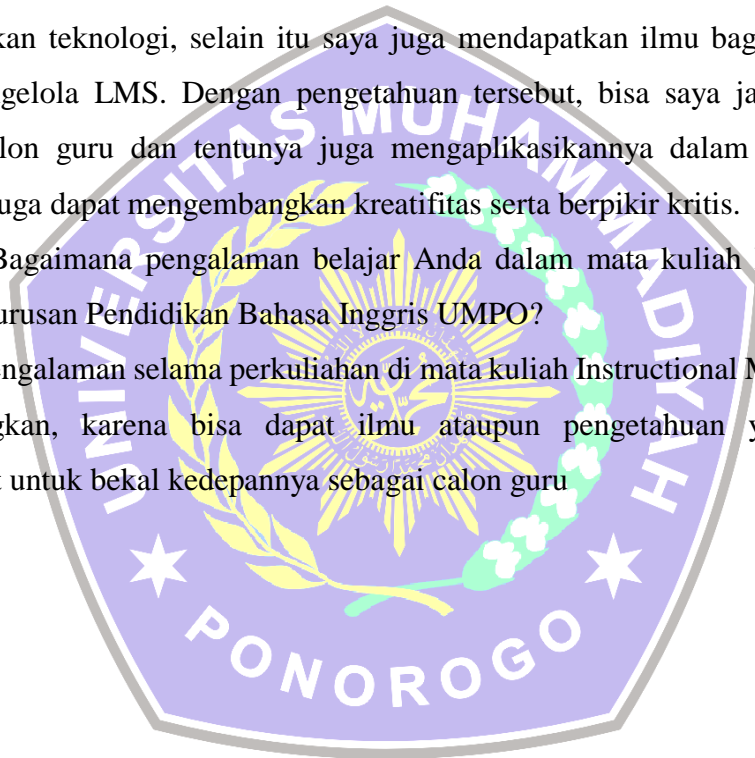 kan teknologi, selain itu saya juga mendapatkan ilmu bag
gelola LMS. Dengan pengetahuan tersebut, bisa saya ja
lon guru dan tentunya juga mengaplikasikannya dalam
uga dapat mengembangkan kreatifitas serta berpikir kritis.
Bagaimana pengalaman belajar Anda dalam mata kuliah
urusan Pendidikan Bahasa Inggris UMPO?
engalaman selama perkuliahan di mata kuliah Instructional M
gkan, karena bisa dapat ilmu ataupun pengetahuan y
t untuk bekal kedepannya sebagai calon guru
UNIVERSITAS MUHAMMADIYAH
PONOROGO